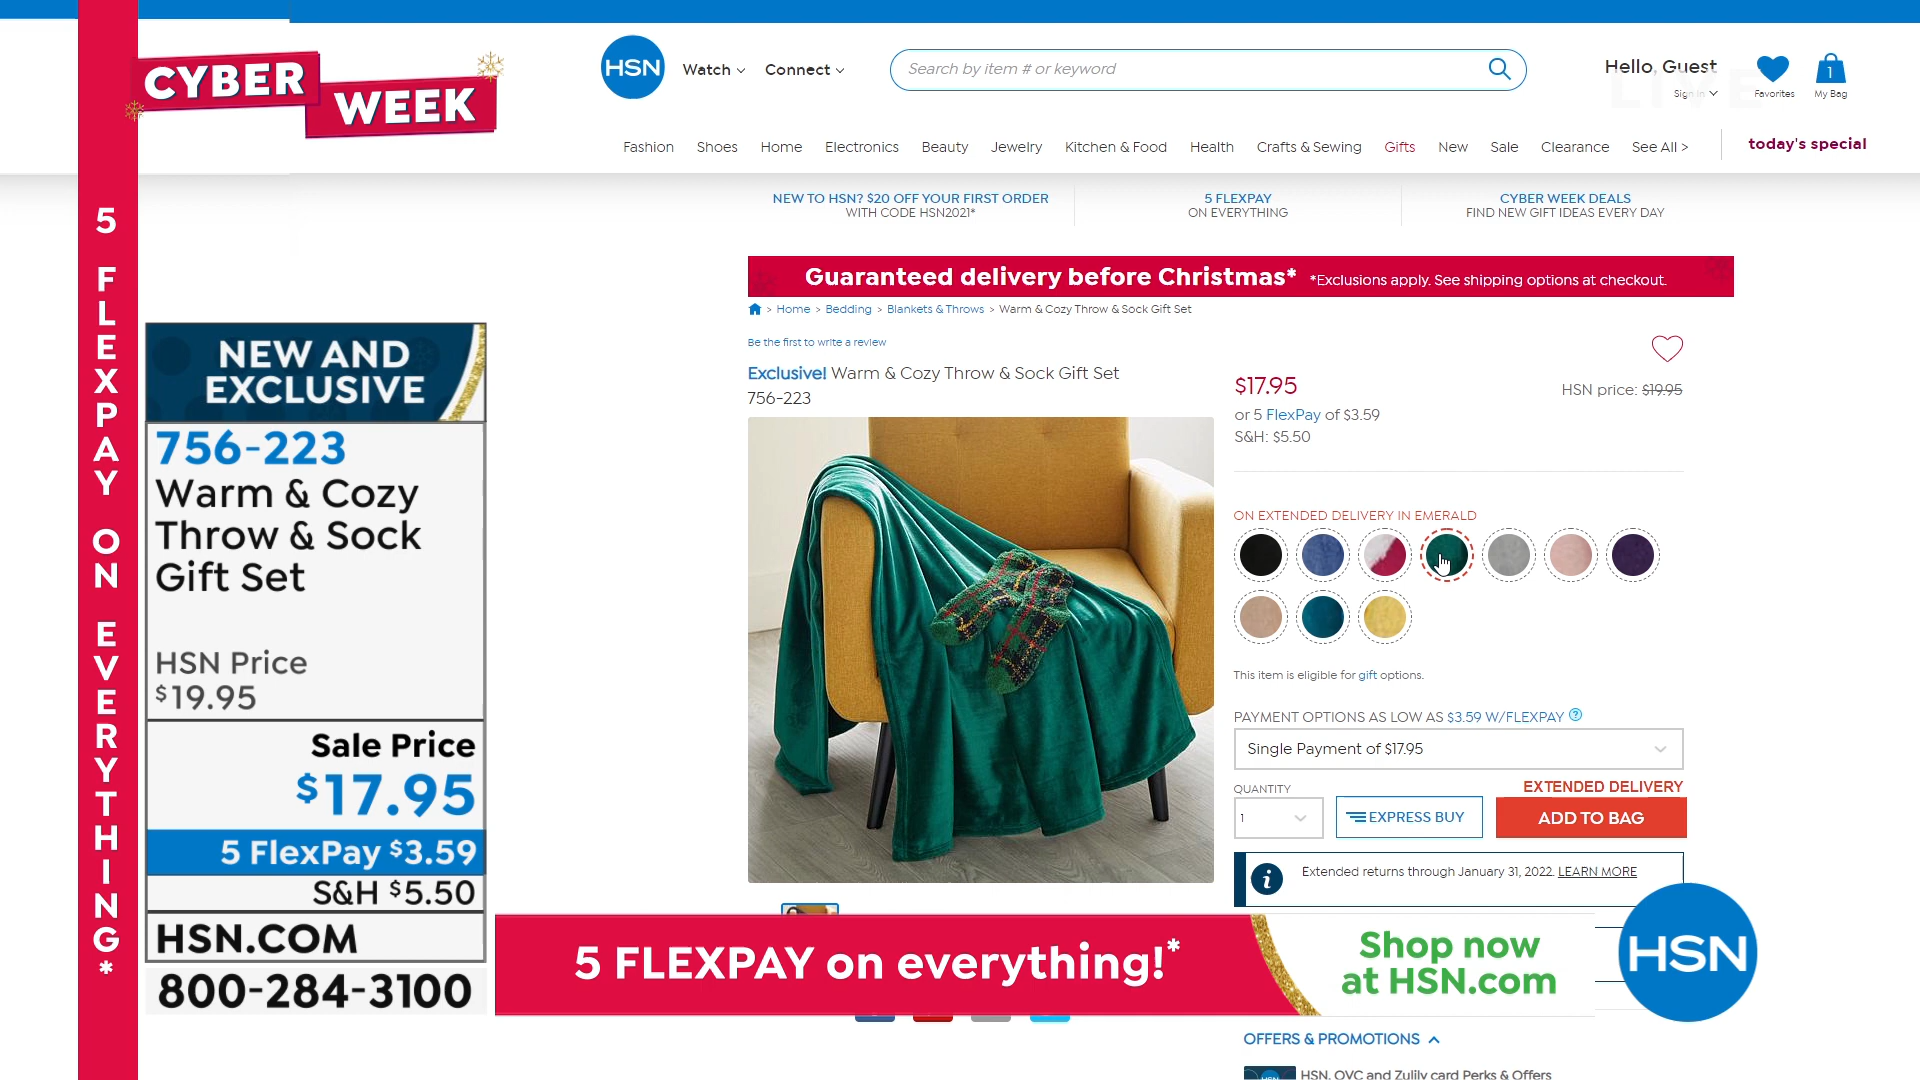 CYBER
WEEK
HSN
Watch
Connect
Search by item # or keyword
Hello, Guest
Sign In
Favorites
1
My Bag
Fashion
Shoes
Home
Electronics
Beauty
Jewelry
Kitchen & Food
Health
Crafts & Sewing
Gifts
New
Sale
Clearance
See All >
today's special
NEW TO HSN? $20 OFF YOUR FIRST ORDER
WITH CODE HSN2021*
5 FLEXPAY
ON EVERYTHING
CYBER WEEK DEALS
FIND NEW GIFT IDEAS EVERY DAY
5 FLEXPAY ON EVERYTHING*
Guaranteed delivery before Christmas* *Exclusions apply. See shipping options at checkout.
> Home > Bedding > Blankets & Throws > Warm & Cozy Throw & Sock Gift Set
Be the first to write a review
Exclusive! Warm & Cozy Throw & Sock Gift Set
756-223
$17.95
HSN price: $19.95
or 5 FlexPay of $3.59
S&H: $5.50
ON EXTENDED DELIVERY IN EMERALD
This item is eligible for gift options.
PAYMENT OPTIONS AS LOW AS $3.59 W/FLEXPAY ?
Single Payment of $17.95
QUANTITY
EXTENDED DELIVERY
1
EXPRESS BUY
ADD TO BAG
i
Extended returns through January 31, 2022. LEARN MORE
NEW AND
EXCLUSIVE
756-223
Warm & Cozy
Throw & Sock
Gift Set
HSN Price
$19.95
Sale Price
$17.95
5 FlexPay $3.59
S&H $5.50
HSN.COM
800-284-3100
5 FLEXPAY on everything!*
Shop now
at HSN.com
HSN
OFFERS & PROMOTIONS
HSN, QVC and Zulily card Perks & Offers